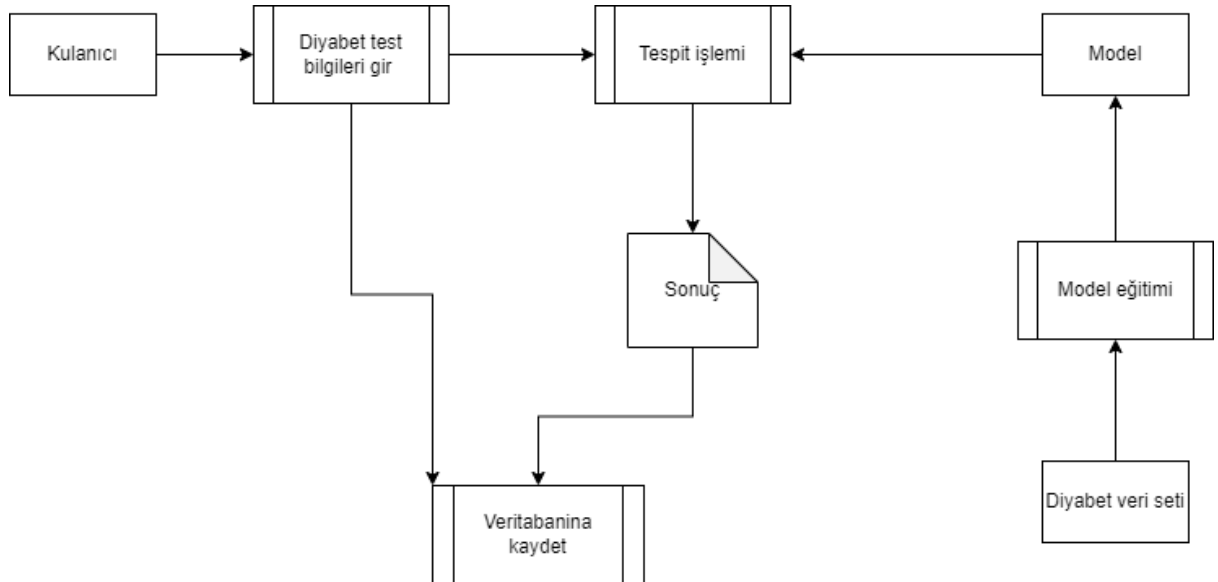 Kulanıcı
Diyabet test
bilgileri gir
Tespit işlemi
Model
Sonuç
Model eğitimi
Diyabet veri seti
Veritabanina
kaydet